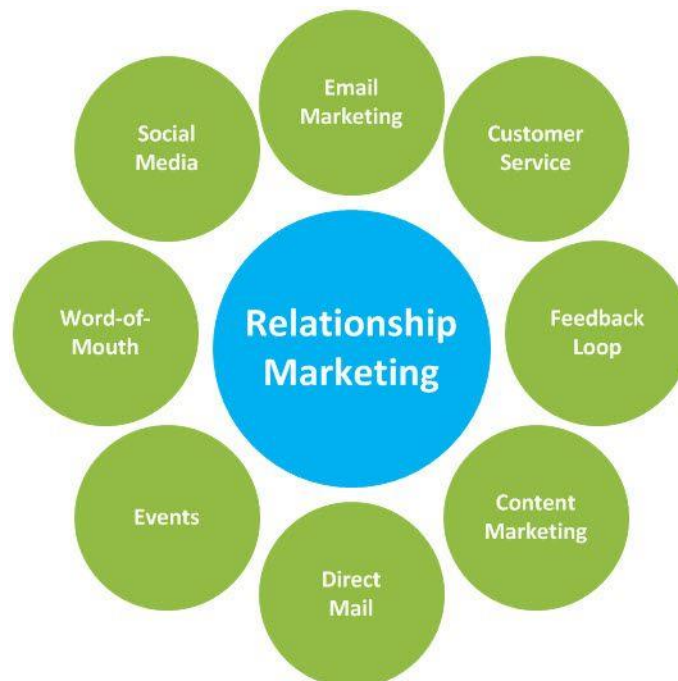 Email
Marketing
Customer
Service
Feedback
Loop
Content
Marketing
Direct
Mail
Events
Word-of-
Mouth
Social
Media
Relationship
Marketing